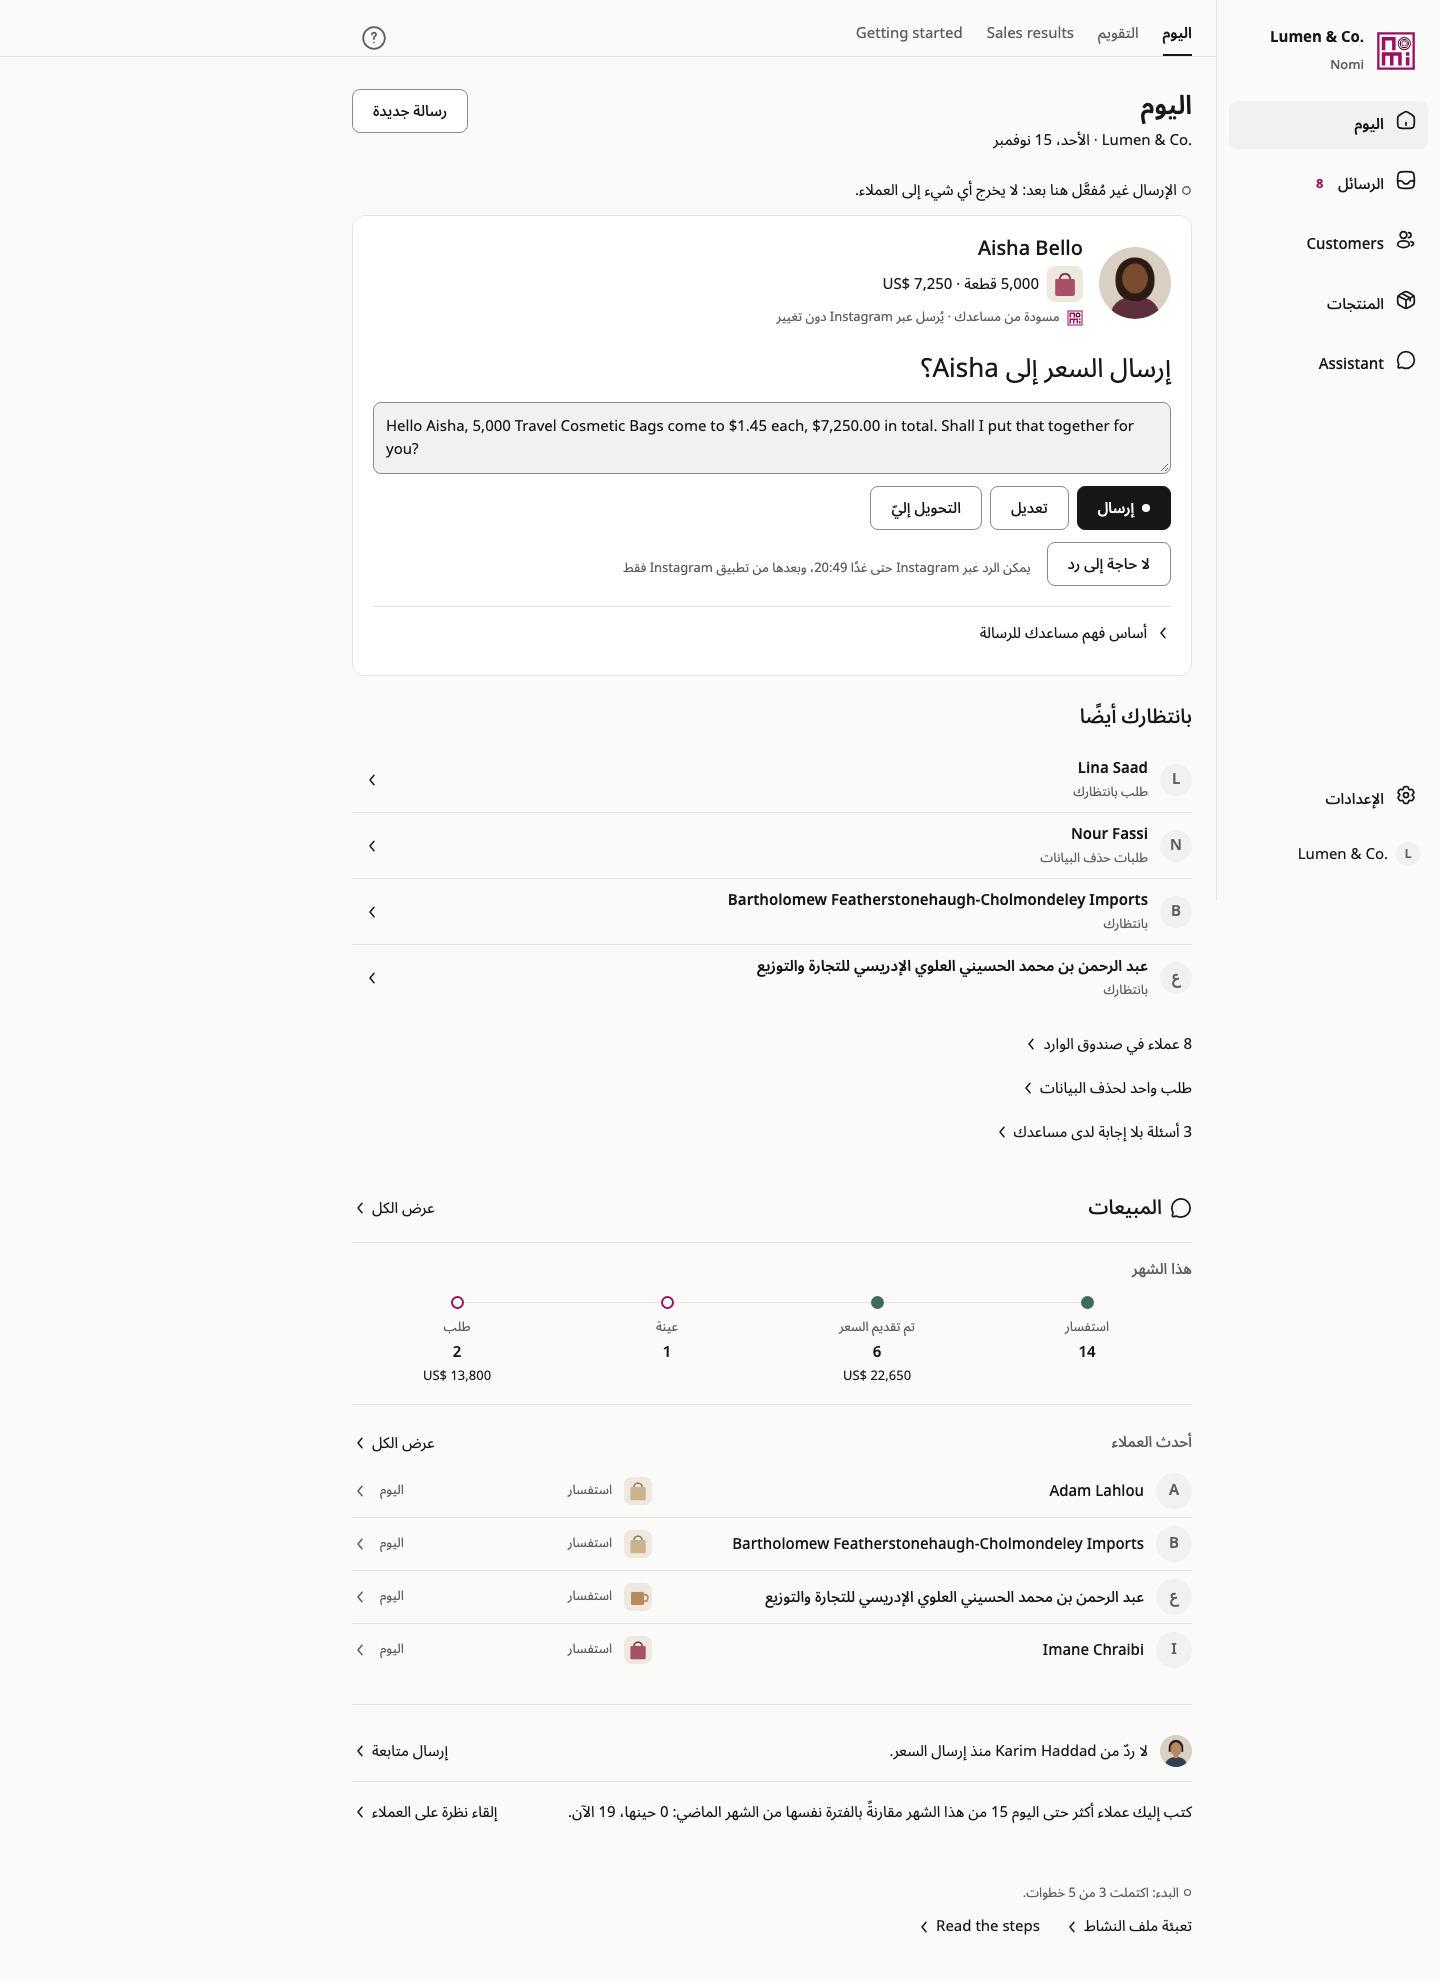 Lumen & Co.
Nomi
اليوم
الرسائل 8
Customers
المنتجات
Assistant
الإعدادات
L Lumen & Co.
اليوم
التقويم
Sales results
Getting started
?
اليوم
Lumen & Co. · الأحد، 15 نوفمبر
رسالة جديدة
الإرسال غير مُفعَّل هنا بعد: لا يخرج أي شيء إلى العملاء.
Aisha Bello
5,000 قطعة · US$ 7,250
مسودة من مساعدك · يُرسل عبر Instagram دون تغيير
إرسال السعر إلى Aisha؟
Hello Aisha, 5,000 Travel Cosmetic Bags come to $1.45 each, $7,250.00 in total. Shall I put that together for
you?
إرسال
تعديل
التحويل إليّ
لا حاجة إلى رد
يمكن الرد عبر Instagram حتى غدًا 20:49، وبعدها من تطبيق Instagram فقط
أساس فهم مساعدك للرسالة
بانتظارك أيضًا
L
Lina Saad
طلب بانتظارك
N
Nour Fassi
طلبات حذف البيانات
B
Bartholomew Featherstonehaugh-Cholmondeley Imports
بانتظارك
ع
عبد الرحمن بن محمد الحسيني العلوي الإدريسي للتجارة والتوزيع
بانتظارك
8 عملاء في صندوق الوارد
طلب واحد لحذف البيانات
3 أسئلة بلا إجابة لدى مساعدك
المبيعات
عرض الكل
هذا الشهر
استفسار
14
تم تقديم السعر
6
US$ 22,650
عينة
1
طلب
2
US$ 13,800
أحدث العملاء
عرض الكل
A Adam Lahlou استفسار اليوم
B Bartholomew Featherstonehaugh-Cholmondeley Imports استفسار اليوم
ع عبد الرحمن بن محمد الحسيني العلوي الإدريسي للتجارة والتوزيع استفسار اليوم
I Imane Chraibi استفسار اليوم
لا ردّ من Karim Haddad منذ إرسال السعر.
إرسال متابعة
كتب إليك عملاء أكثر حتى اليوم 15 من هذا الشهر مقارنةً بالفترة نفسها من الشهر الماضي: 0 حينها، 19 الآن.
إلقاء نظرة على العملاء
البدء: اكتملت 3 من 5 خطوات.
تعبئة ملف النشاط
Read the steps